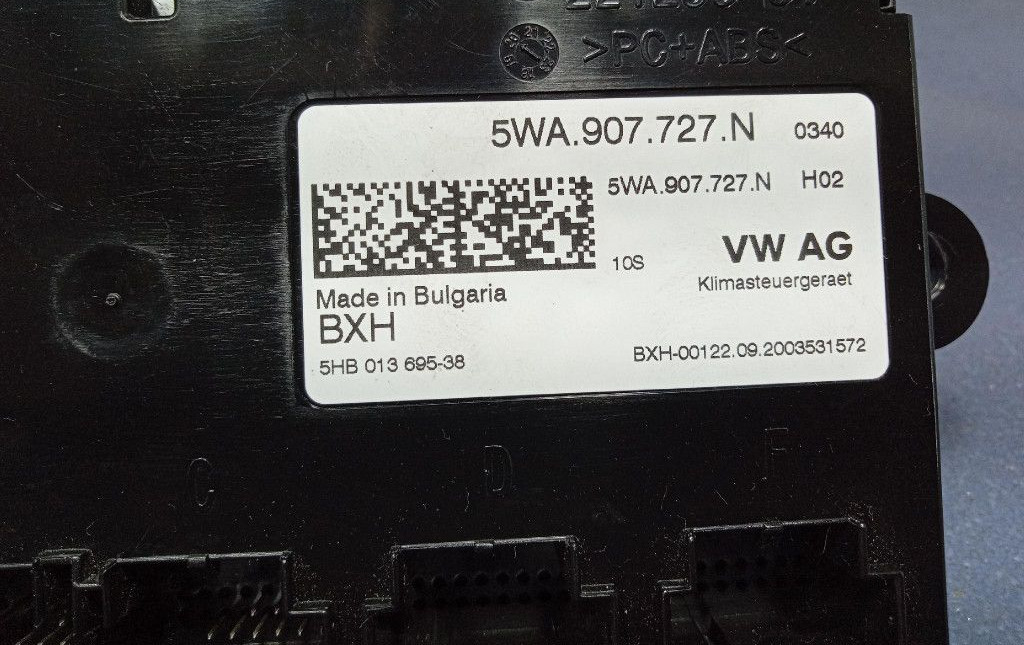 >PC+ABS<
5WA.907.727.N 0340
5WA.907.727.N H02
VW AG
10S
Klimasteuergeraet
Made in Bulgaria
BXH
5HB 013 695-38
BXH-00122.09.2003531572
C D F